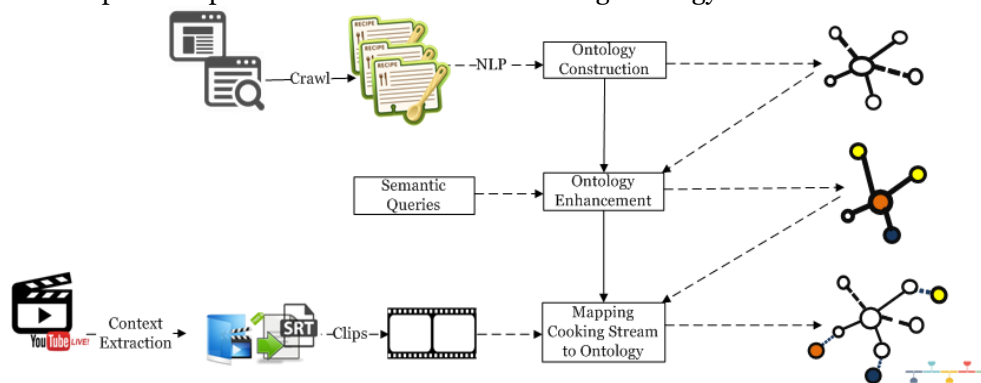 Crawl
RECIPE
RECIPE
RECIPE
NLP
Ontology
Construction
Semantic
Queries
Ontology
Enhancement
YouTube LIVE!
Context
Extraction
SRT
Clips
Mapping
Cooking Stream
to Ontology